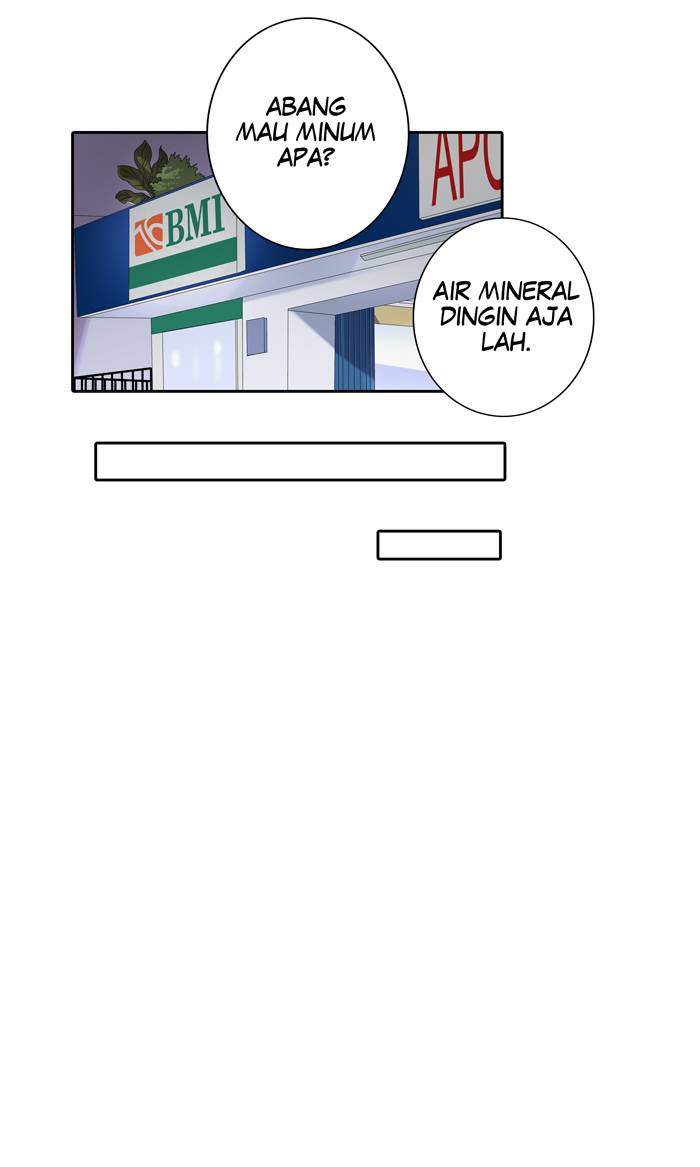 ABANG
MAU MINUM
APA?
BMI
APO
AIR MINERAL
DINGIN AJA
LAH.